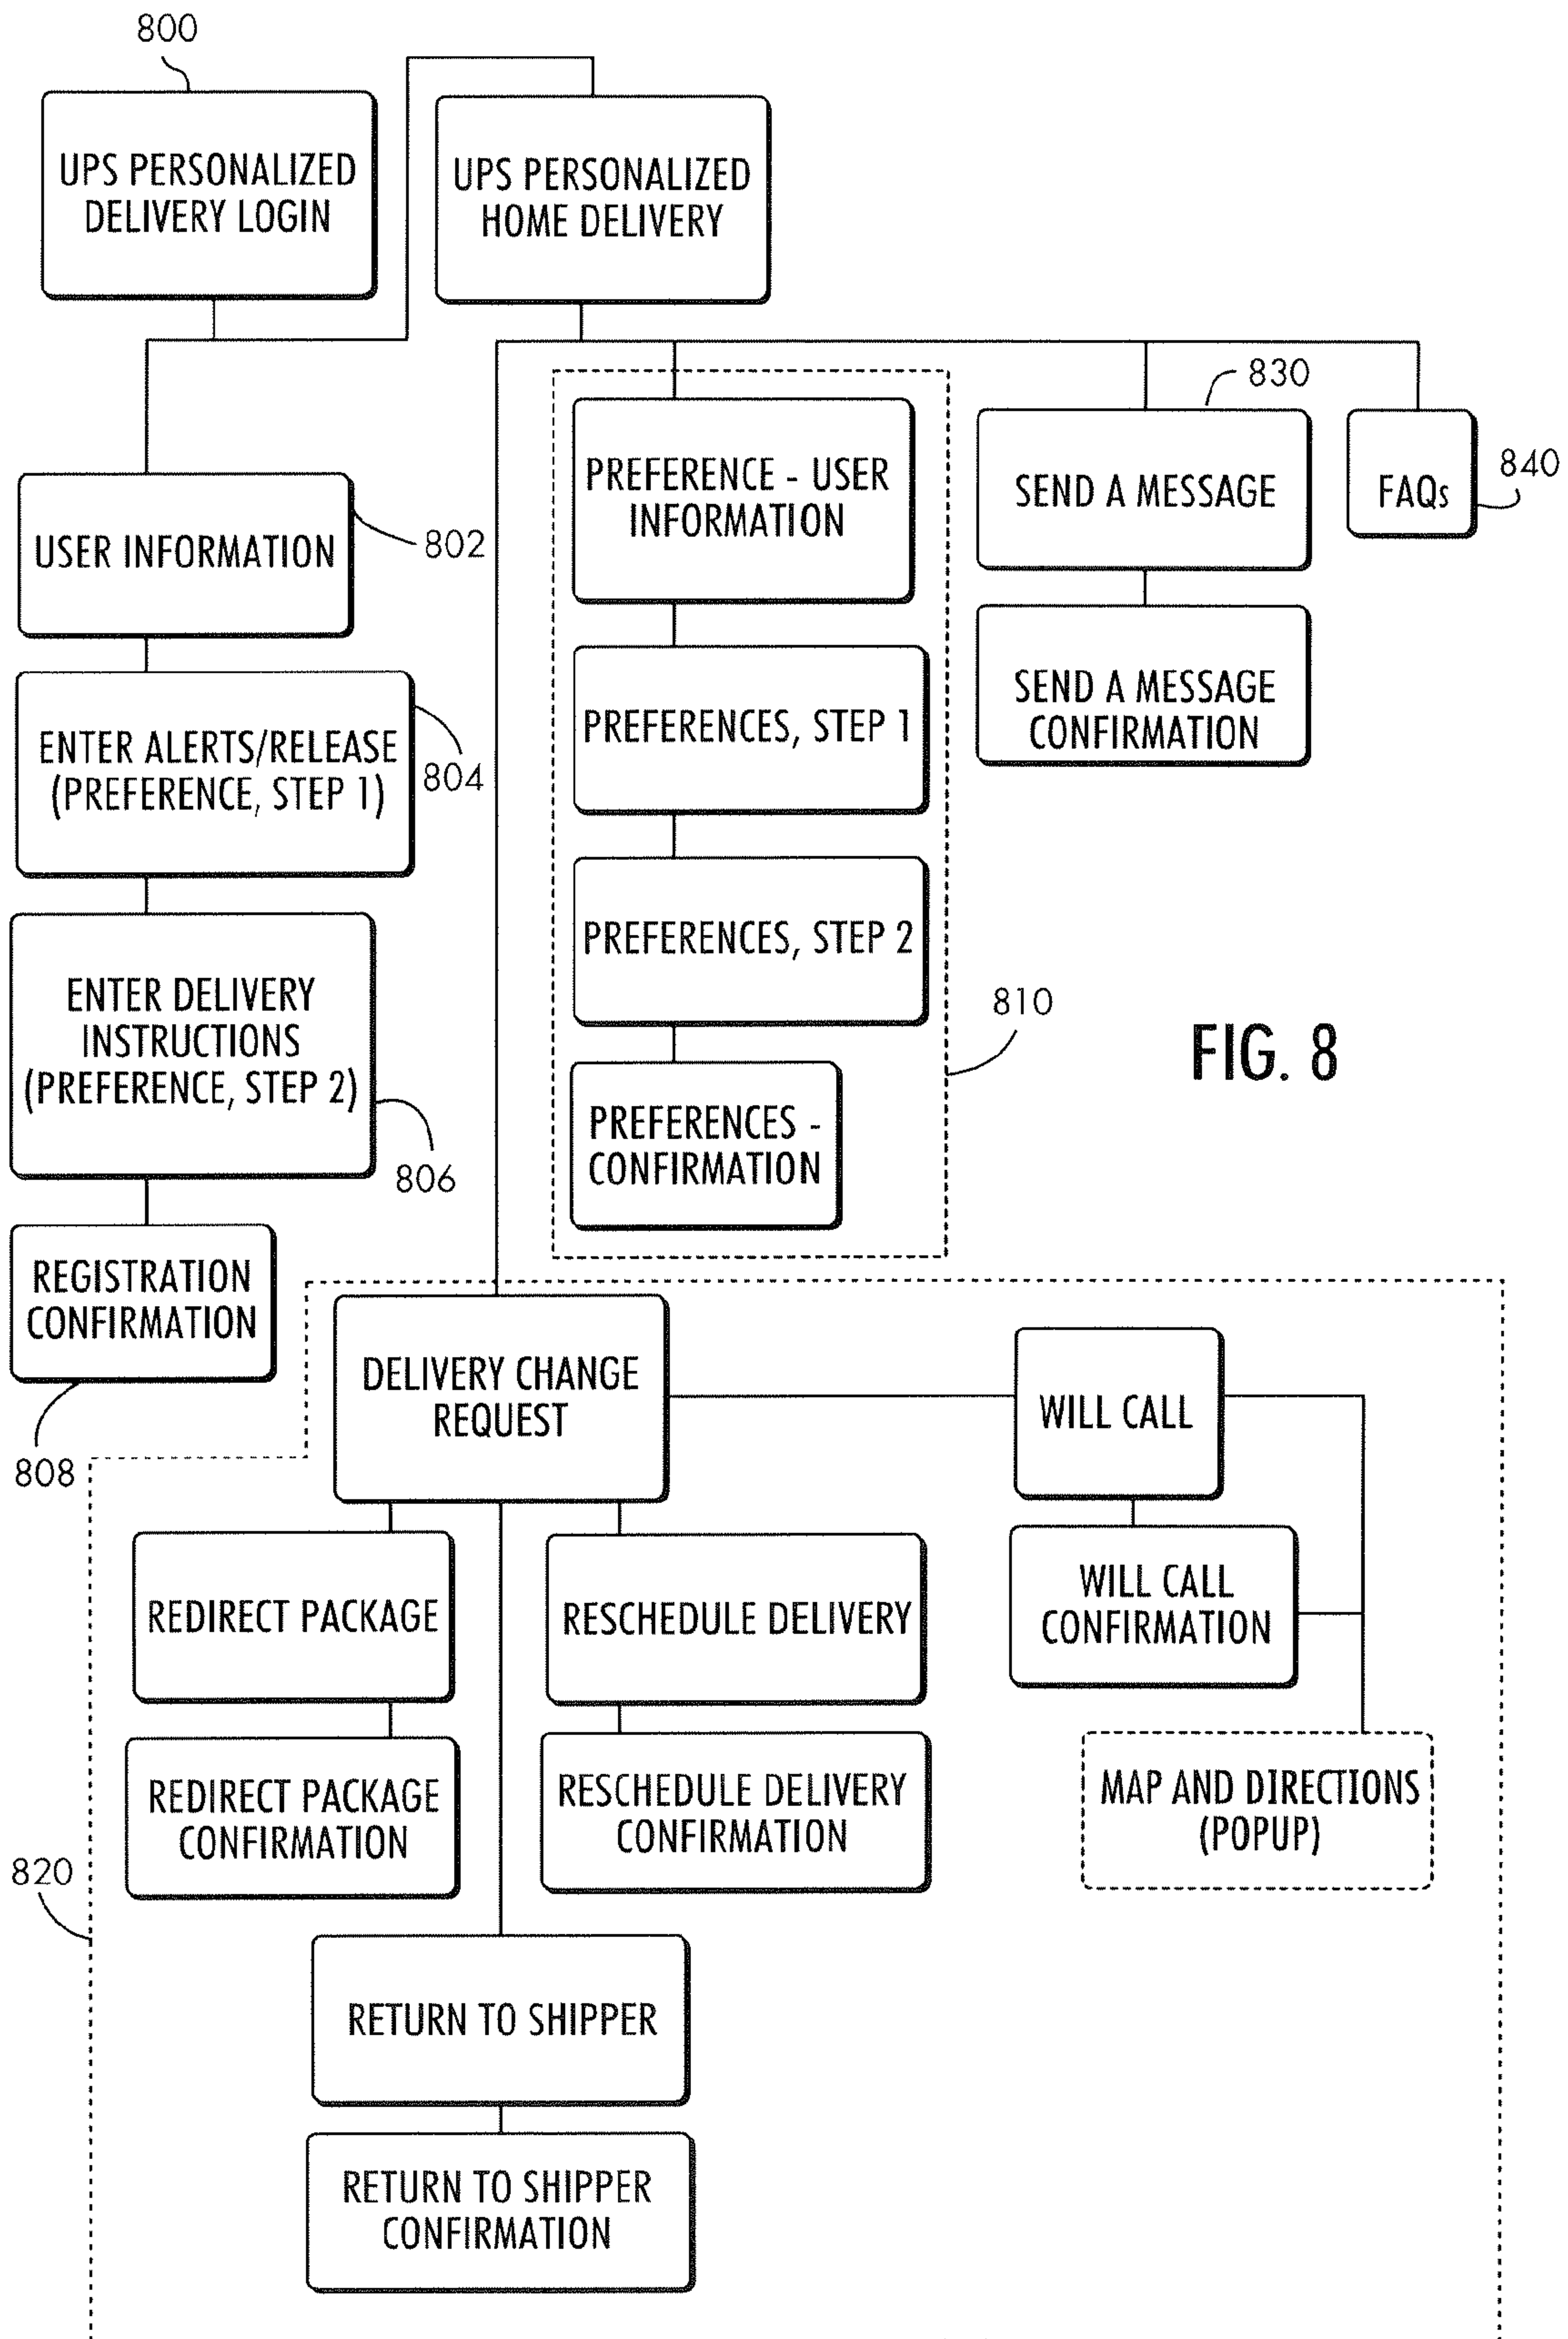 800
UPS PERSONALIZED
DELIVERY LOGIN
UPS PERSONALIZED
HOME DELIVERY
USER INFORMATION
802
ENTER ALERTS/RELEASE
(PREFERENCE, STEP 1)
804
ENTER DELIVERY
INSTRUCTIONS
(PREFERENCE, STEP 2)
806
REGISTRATION
CONFIRMATION
808
PREFERENCE - USER
INFORMATION
PREFERENCES, STEP 1
PREFERENCES, STEP 2
PREFERENCES -
CONFIRMATION
810
830
SEND A MESSAGE
SEND A MESSAGE
CONFIRMATION
FAQs
840
FIG. 8
DELIVERY CHANGE
REQUEST
WILL CALL
WILL CALL
CONFIRMATION
MAP AND DIRECTIONS
(POPUP)
REDIRECT PACKAGE
REDIRECT PACKAGE
CONFIRMATION
RESCHEDULE DELIVERY
RESCHEDULE DELIVERY
CONFIRMATION
820
RETURN TO SHIPPER
RETURN TO SHIPPER
CONFIRMATION